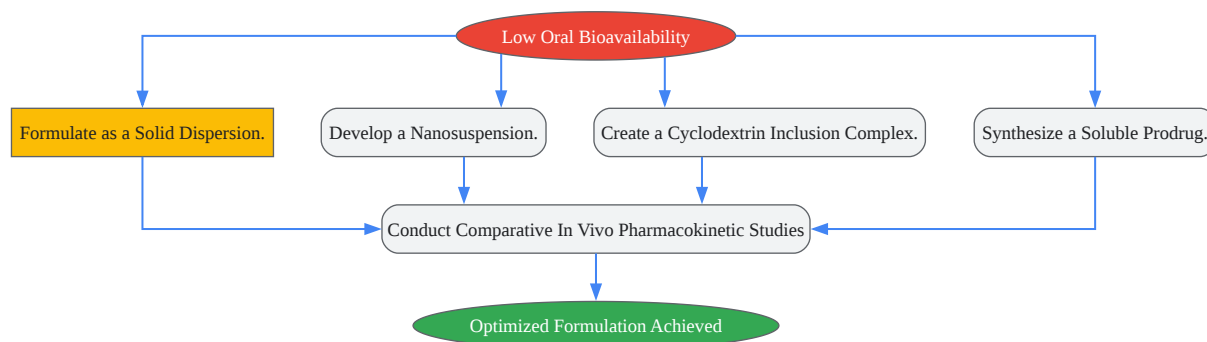 Low Oral Bioavailability
Formulate as a Solid Dispersion.
Develop a Nanosuspension.
Create a Cyclodextrin Inclusion Complex.
Synthesize a Soluble Prodrug.
Conduct Comparative In Vivo Pharmacokinetic Studies
Optimized Formulation Achieved